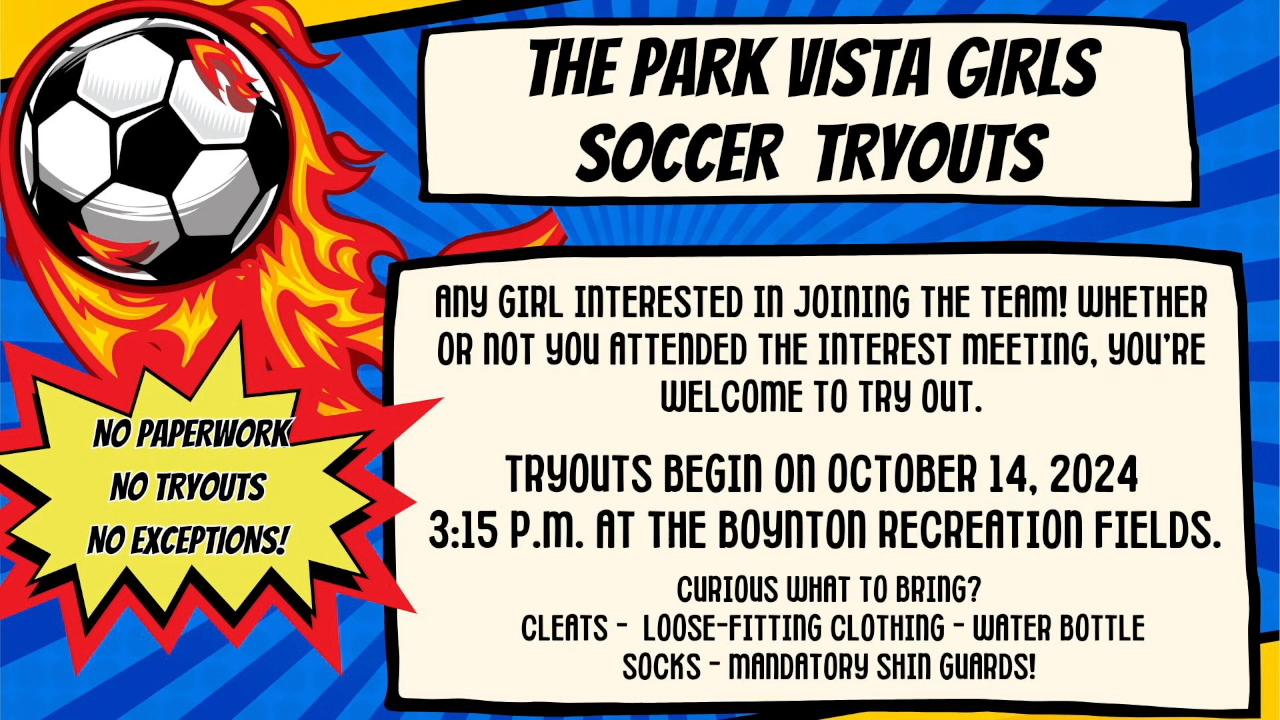 THE PARK VISTA GIRLS
SOCCER TRYOUTS
ANY GIRL INTERESTED IN JOINING THE TEAM! WHETHER
OR NOT YOU ATTENDED THE INTEREST MEETING, YOU'RE
WELCOME TO TRY OUT.
TRYOUTS BEGIN ON OCTOBER 14, 2024
3:15 P.M. AT THE BOYNTON RECREATION FIELDS.
CURIOUS WHAT TO BRING?
CLEATS - LOOSE-FITTING CLOTHING - WATER BOTTLE
SOCKS - MANDATORY SHIN GUARDS!
NO PAPERWORK
NO TRYOUTS
NO EXCEPTIONS!